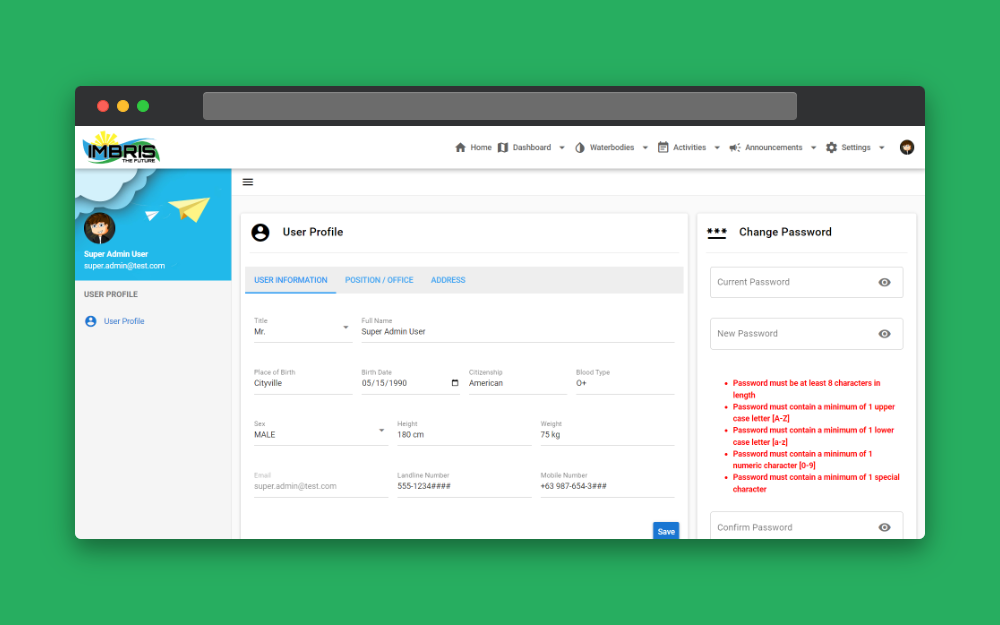 IMBRIS
THE FUTURE
Home Dashboard Waterbodies Activities Announcements Settings
Super Admin User
super.admin@test.com
USER PROFILE
User Profile
User Profile
USER INFORMATION POSITION / OFFICE ADDRESS
Title Full Name
Mr. Super Admin User
Place of Birth Birth Date Citizenship Blood Type
Cityville 05/15/1990 American O+
Sex Height Weight
MALE 180 cm 75 kg
Email Landline Number Mobile Number
super.admin@test.com 555-1234#### +63 987-654-3###
Save
*** Change Password
Current Password
New Password
• Password must be at least 8 characters in
length
• Password must contain a minimum of 1 upper
case letter [A-Z]
• Password must contain a minimum of 1 lower
case letter [a-z]
• Password must contain a minimum of 1
numeric character [0-9]
• Password must contain a minimum of 1 special
character
Confirm Password